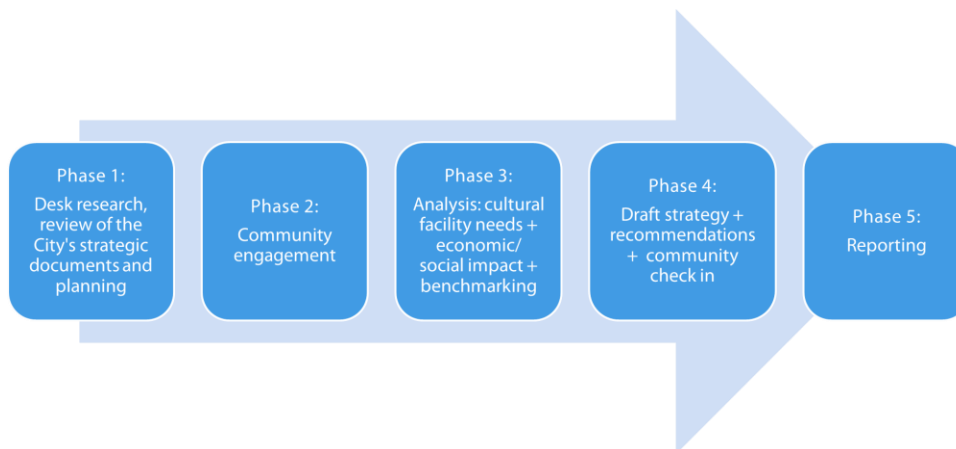 Phase 1:
Desk research,
review of the
City's strategic
documents and
planning
Phase 2:
Community
engagement
Phase 3:
Analysis: cultural
facility needs +
economic/
social impact +
benchmarking
Phase 4:
Draft strategy +
recommendations
+ community
check in
Phase 5:
Reporting